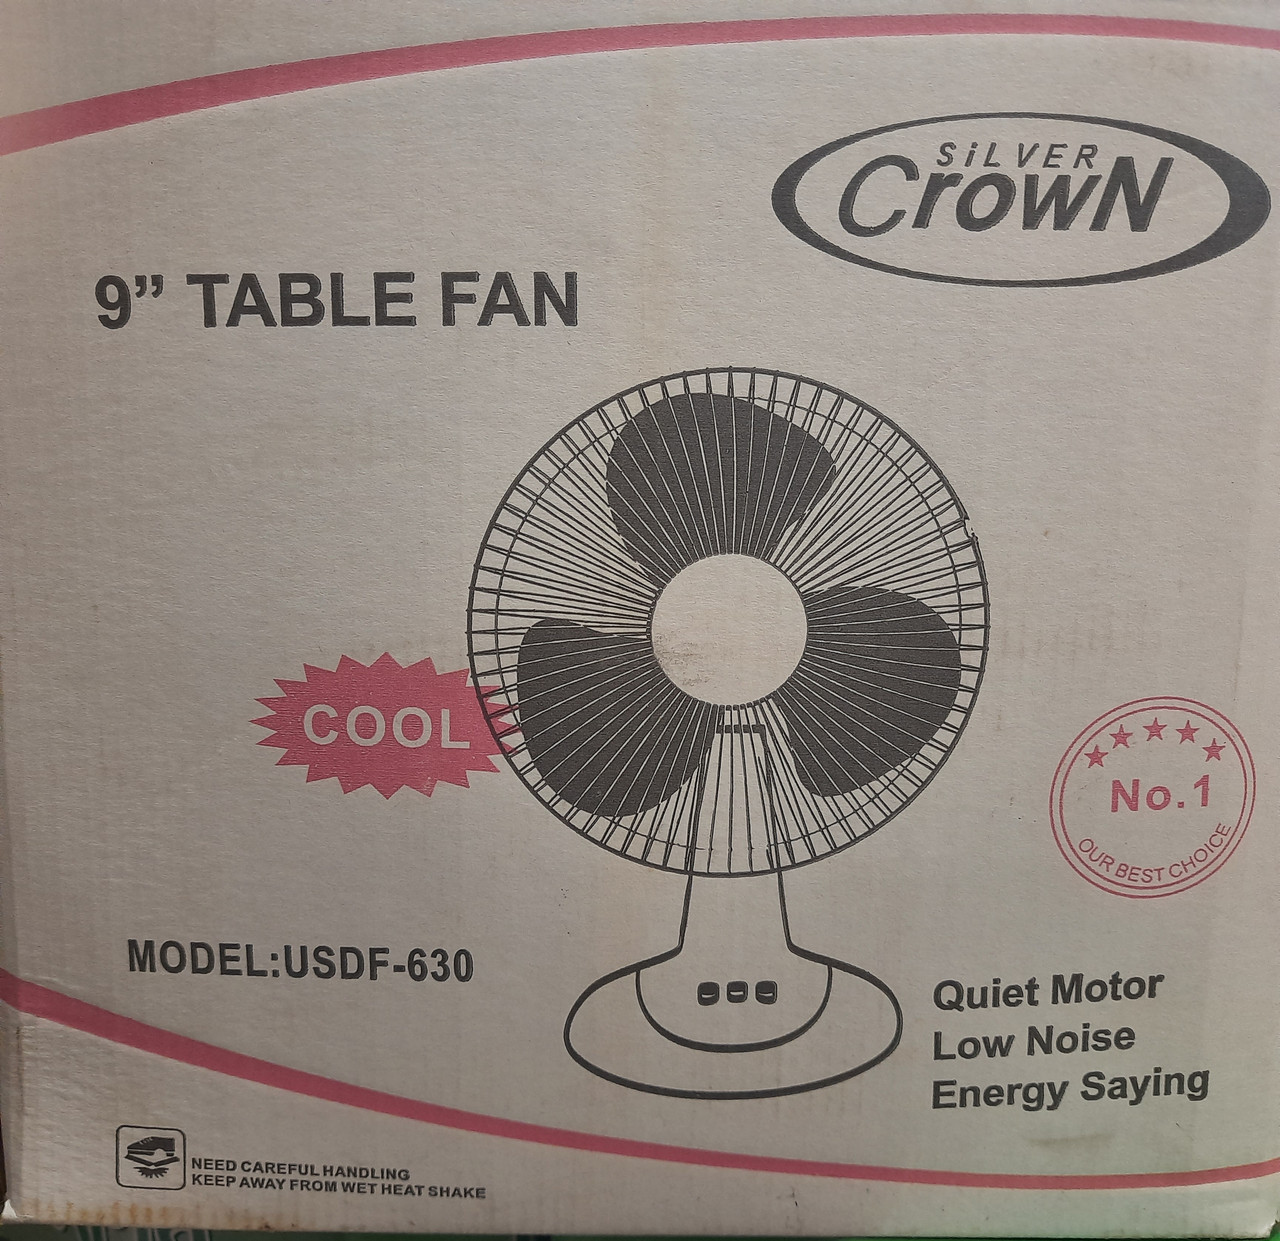 SiLVER
CrowN
9” TABLE FAN
COOL
No.1
OUR BEST CHOICE
MODEL:USDF-630
Quiet Motor
Low Noise
Energy Saying
NEED CAREFUL HANDLING
KEEP AWAY FROM WET HEAT SHAKE